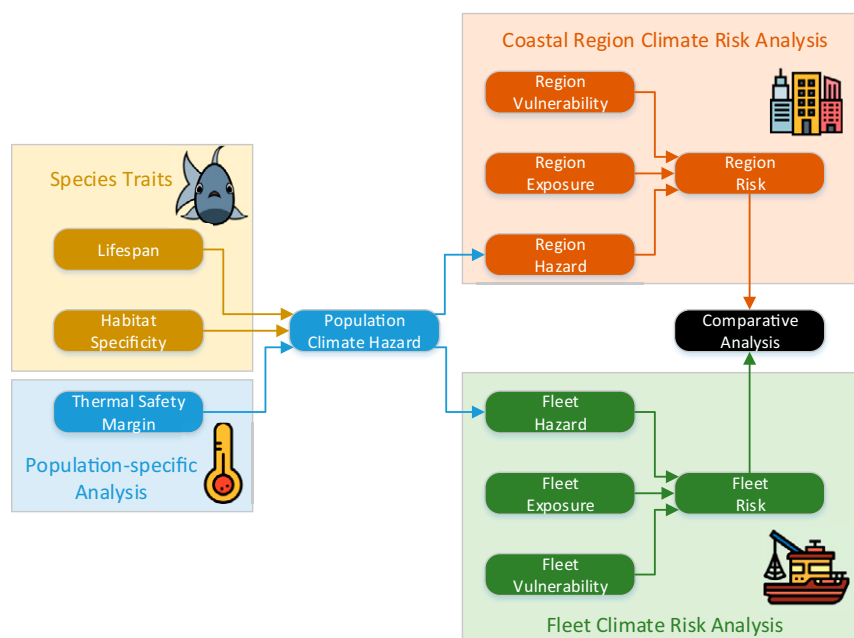 Species Traits
Lifespan
Habitat
Specificity
Thermal Safety
Margin
Population-specific
Analysis
Population
Climate Hazard
Coastal Region Climate Risk Analysis
Region
Vulnerability
Region
Exposure
Region
Hazard
Region
Risk
Comparative
Analysis
Fleet
Hazard
Fleet
Exposure
Fleet
Vulnerability
Fleet
Risk
Fleet Climate Risk Analysis